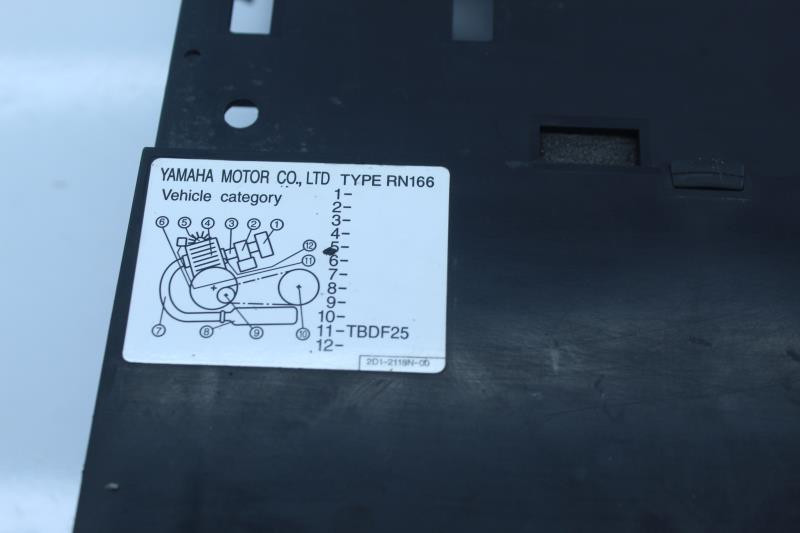 YAMAHA MOTOR CO., LTD TYPE RN166
Vehicle category
1-
2-
3-
4-
5-
6-
7-
8-
9-
10-
11-TBDF25
12-
⑥ ⑤ ④ ③ ② ①
⑫
⑪
⑦ ⑧ ⑨ ⑩
2D1-2118N-00